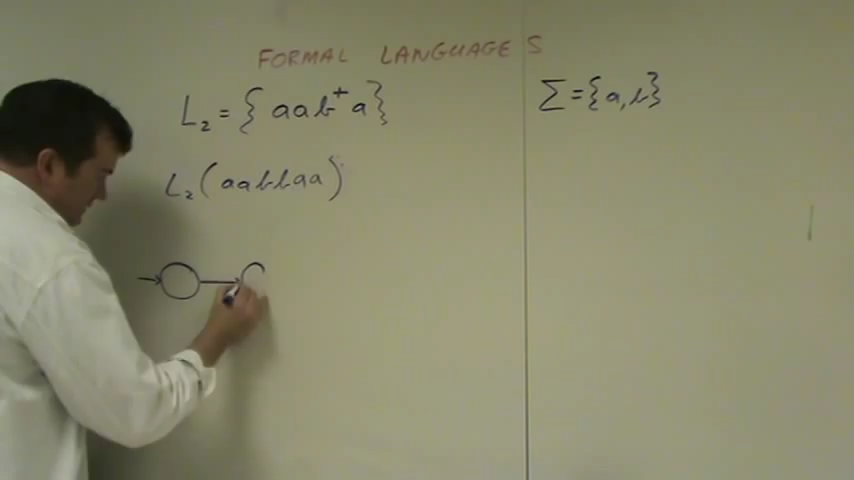 FORMAL LANGUAGES
L₂ = { aab⁺a }
Σ = {a,b}
L₂(aabbaa)